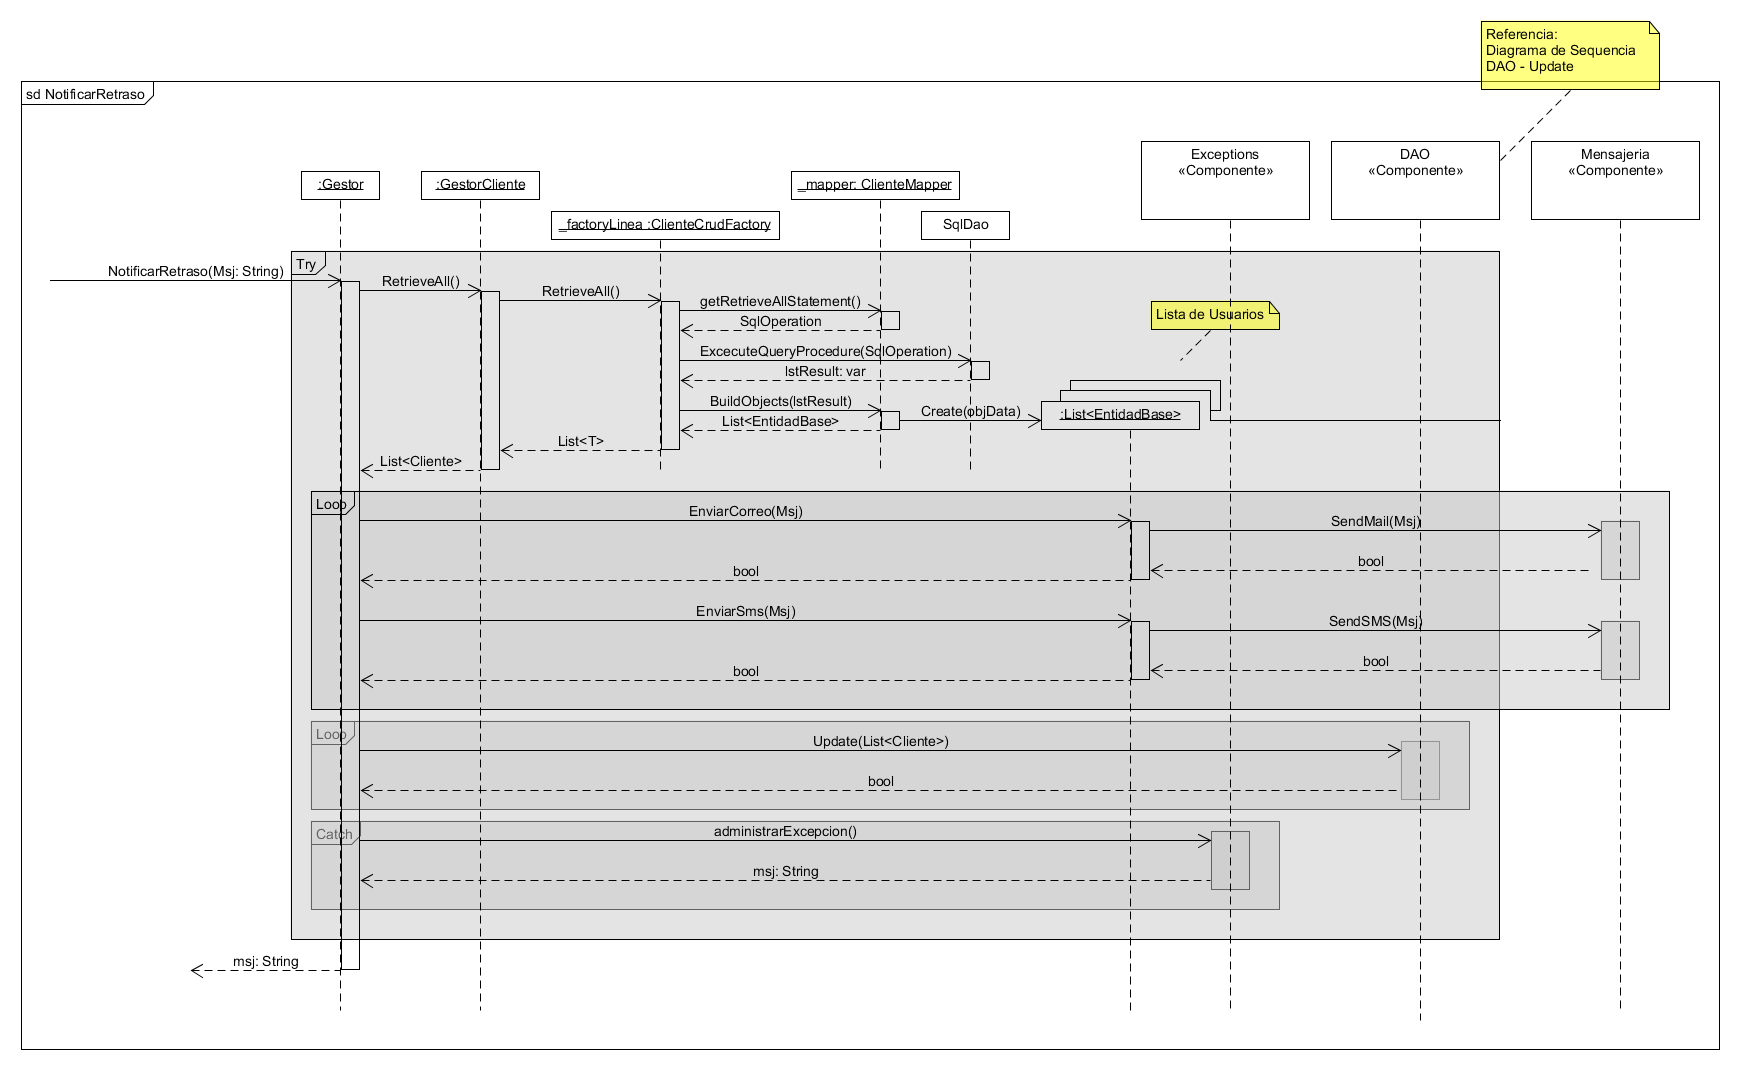 Referencia:
Diagrama de Sequencia
DAO - Update
sd NotificarRetraso
Exceptions
«Componente»
DAO
«Componente»
Mensajeria
«Componente»
:Gestor
:GestorCliente
_mapper: ClienteMapper
_factoryLinea :ClienteCrudFactory
SqlDao
Try
NotificarRetraso(Msj: String)
RetrieveAll()
RetrieveAll()
getRetrieveAllStatement()
SqlOperation
Lista de Usuarios
ExcecuteQueryProcedure(SqlOperation)
lstResult: var
BuildObjects(lstResult)
Create(objData)
:List<EntidadBase>
List<EntidadBase>
List<T>
List<Cliente>
Loop
EnviarCorreo(Msj)
SendMail(Msj)
bool
bool
EnviarSms(Msj)
SendSMS(Msj)
bool
bool
Loop
Update(List<Cliente>)
bool
Catch
administrarExcepcion()
msj: String
msj: String